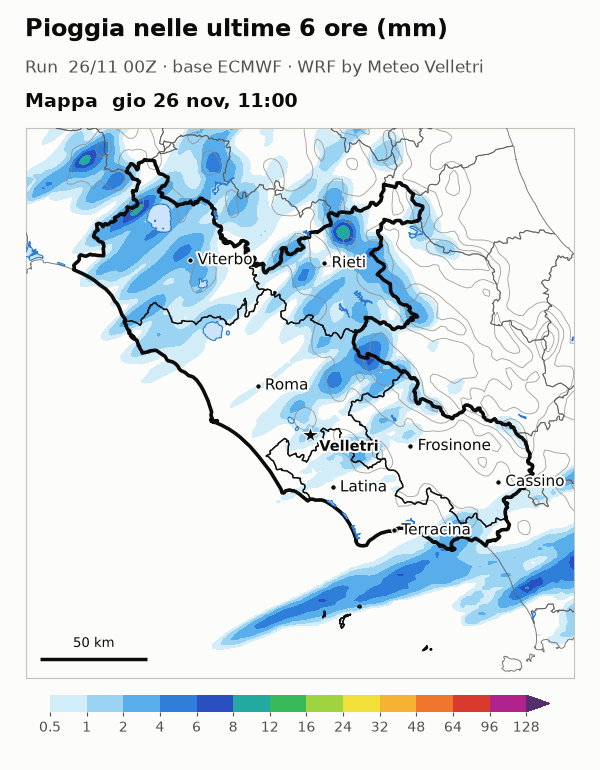 Pioggia nelle ultime 6 ore (mm)
Run  26/11 00Z · base ECMWF · WRF by Meteo Velletri
Mappa  gio 26 nov, 11:00
Viterbo
Rieti
Roma
Velletri
Frosinone
Cassino
Latina
Terracina
50 km
0.5 1 2 4 6 8 12 16 24 32 48 64 96 128